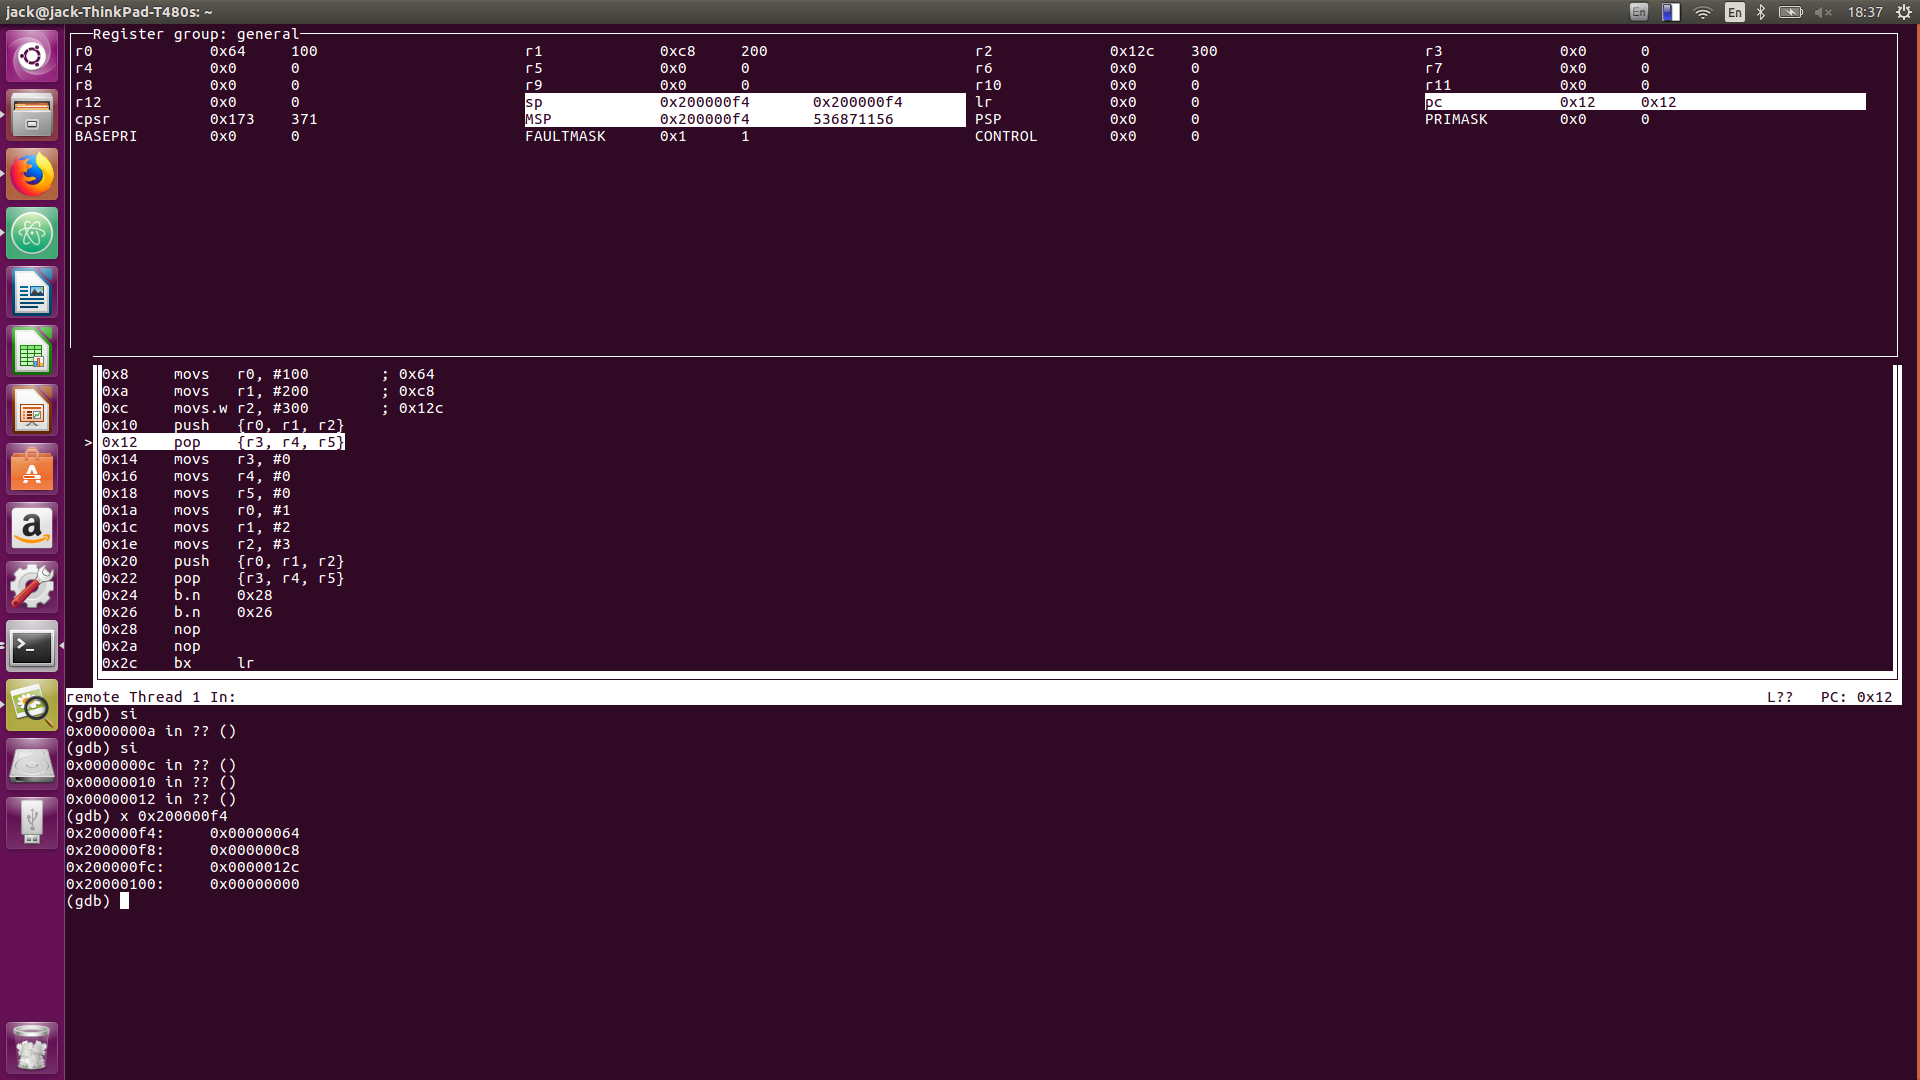 jack@jack-ThinkPad-T480s: ~
En
En
18:37
Register group: general
r0 0x64 100 r1 0xc8 200 r2 0x12c 300 r3 0x0 0
r4 0x0 0 r5 0x0 0 r6 0x0 0 r7 0x0 0
r8 0x0 0 r9 0x0 0 r10 0x0 0 r11 0x0 0
r12 0x0 0 sp 0x200000f4 0x200000f4 lr 0x0 0 pc 0x12 0x12
cpsr 0x173 371 MSP 0x200000f4 536871156 PSP 0x0 0 PRIMASK 0x0 0
BASEPRI 0x0 0 FAULTMASK 0x1 1 CONTROL 0x0 0
0x8 movs r0, #100 ; 0x64
0xa movs r1, #200 ; 0xc8
0xc movs.w r2, #300 ; 0x12c
0x10 push {r0, r1, r2}
> 0x12 pop {r3, r4, r5}
0x14 movs r3, #0
0x16 movs r4, #0
0x18 movs r5, #0
0x1a movs r0, #1
0x1c movs r1, #2
0x1e movs r2, #3
0x20 push {r0, r1, r2}
0x22 pop {r3, r4, r5}
0x24 b.n 0x28
0x26 b.n 0x26
0x28 nop
0x2a nop
0x2c bx lr
remote Thread 1 In: L?? PC: 0x12
(gdb) si
0x0000000a in ?? ()
(gdb) si
0x0000000c in ?? ()
0x00000010 in ?? ()
0x00000012 in ?? ()
(gdb) x 0x200000f4
0x200000f4: 0x00000064
0x200000f8: 0x000000c8
0x200000fc: 0x0000012c
0x20000100: 0x00000000
(gdb)